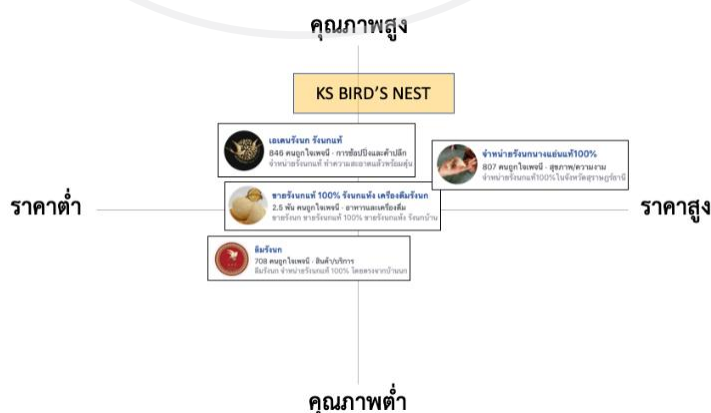 คุณภาพสูง
KS BIRD'S NEST
เอเดนรังนก รังนกแท้
846 คนถูกใจเพจนี้ · การช้อปปิ้งและค้าปลีก
จำหน่ายรังนกแท้ ทำความสะอาดแล้วพร้อมตุ๋น
จำหน่ายรังนกนางแอ่นแท้100%
807 คนถูกใจเพจนี้ · สุขภาพ/ความงาม
จำหน่ายรังนกแท้100% ในจังหวัดสุราษฎร์ธานี
ราคาต่ำ
ขายรังนกแท้ 100% รังนกแห้ง เครื่องดื่มรังนก
2.5 พัน คนถูกใจเพจนี้ · อาหารและเครื่องดื่ม
ขายรังนก ขายรังนกแท้ 100% ขายรังนกแห้ง รังนกบ้าน
ราคาสูง
ลิมรังนก
708 คนถูกใจเพจนี้ · สินค้า/บริการ
ลิมรังนก จำหน่ายรังนกแท้ 100% โดยตรงจากบ้านนก
คุณภาพต่ำ